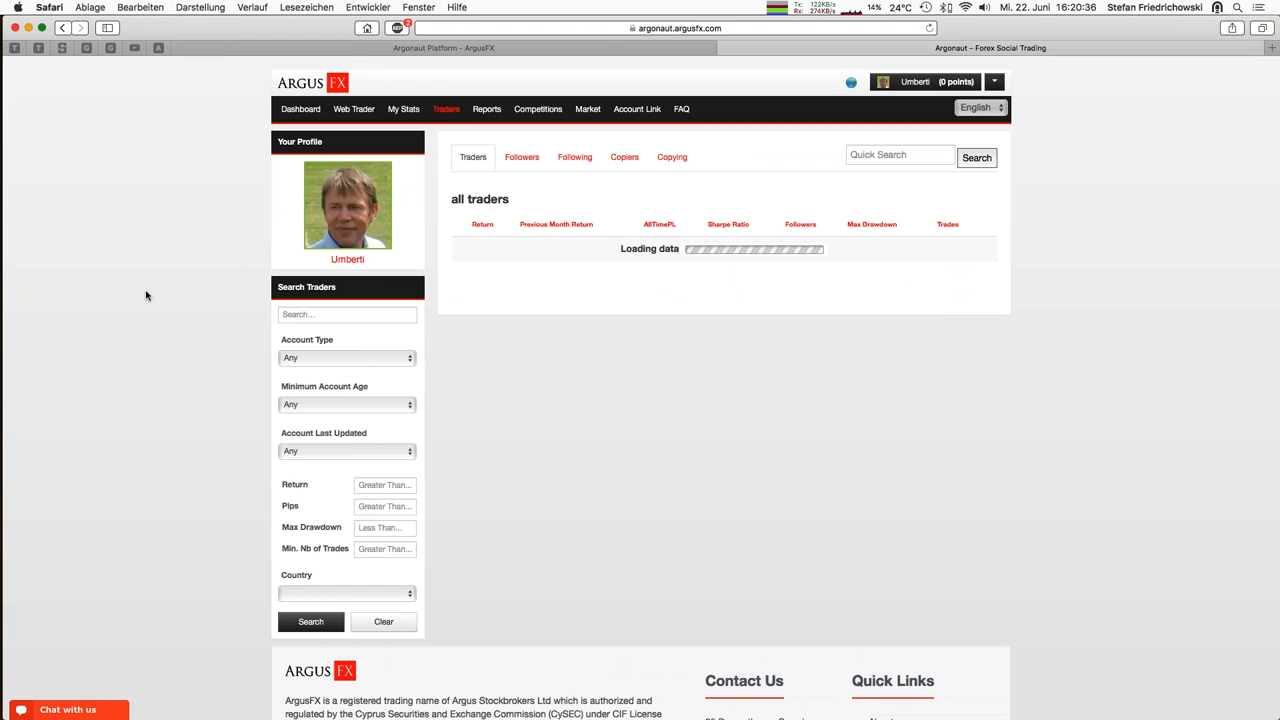 Safari Ablage Bearbeiten Darstellung Verlauf Lesezeichen Entwickler Fenster Hilfe Tx: 122KB/s Rx: 274KB/s 14% 24°C Mi. 22. Juni 16:20:36 Stefan Friedrichowski
ABP 2 argonaut.argusfx.com
T T S G G A Argonaut Platform - ArgusFX Argonaut – Forex Social Trading
ARGUS FX Umberti (0 points)
Dashboard Web Trader My Stats Traders Reports Competitions Market Account Link FAQ English
Your Profile
Umberti
Search Traders
Search...
Account Type
Any
Minimum Account Age
Any
Account Last Updated
Any
Return Greater Than...
Pips Greater Than...
Max Drawdown Less Than...
Min. Nb of Trades Greater Than...
Country
Search Clear
Traders Followers Following Copiers Copying Quick Search Search
all traders
Return Previous Month Return AllTimePL Sharpe Ratio Followers Max Drawdown Trades
Loading data
ARGUS FX
ArgusFX is a registered trading name of Argus Stockbrokers Ltd which is authorized and
regulated by the Cyprus Securities and Exchange Commission (CySEC) under CIF License
Contact Us
Quick Links
Chat with us